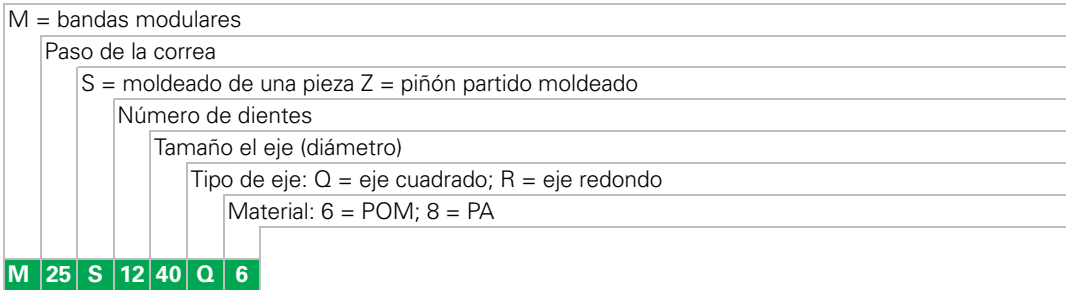 M = bandas modulares
Paso de la correa
S = moldeado de una pieza Z = piñón partido moldeado
Número de dientes
Tamaño el eje (diámetro)
Tipo de eje: Q = eje cuadrado; R = eje redondo
Material: 6 = POM; 8 = PA
M 25 S 12 40 Q 6